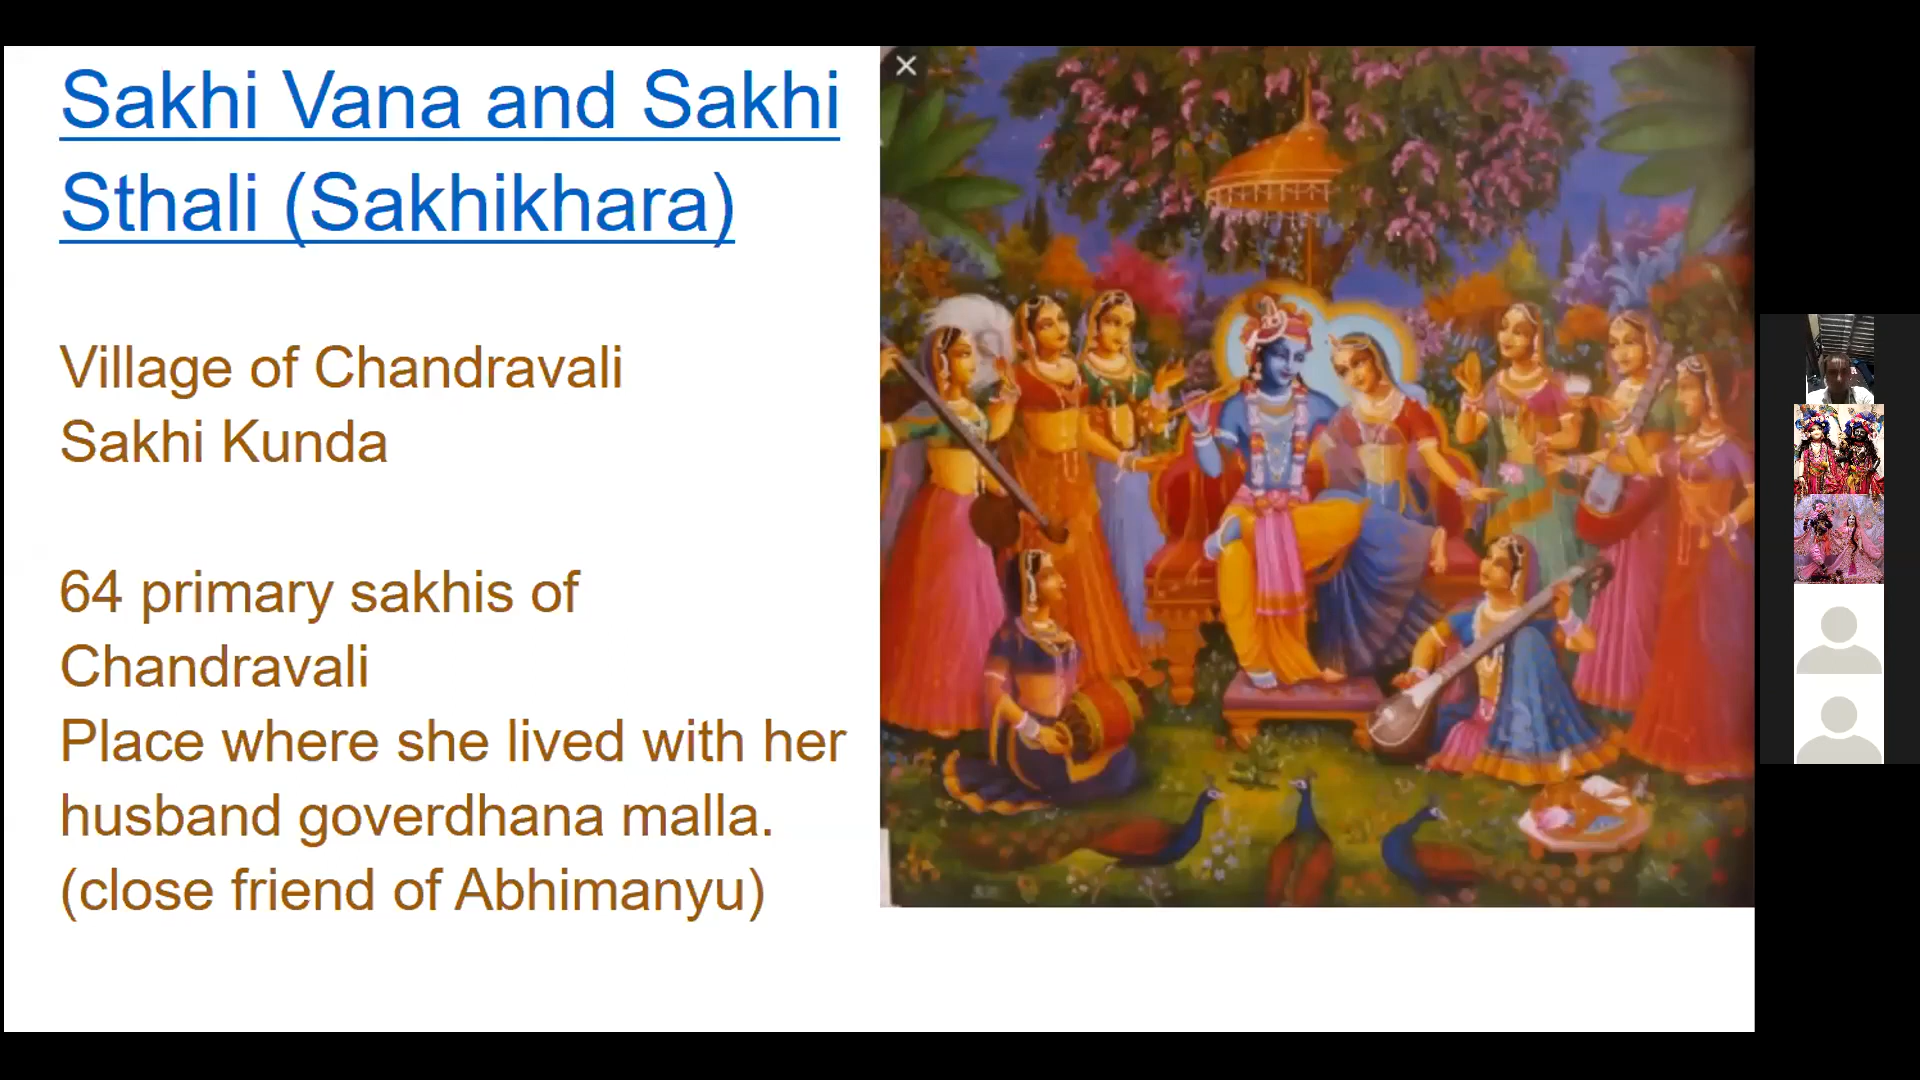 Sakhi Vana and Sakhi
Sthali (Sakhikhara)
Village of Chandravali
Sakhi Kunda
64 primary sakhis of
Chandravali
Place where she lived with her
husband goverdhana malla.
(close friend of Abhimanyu)